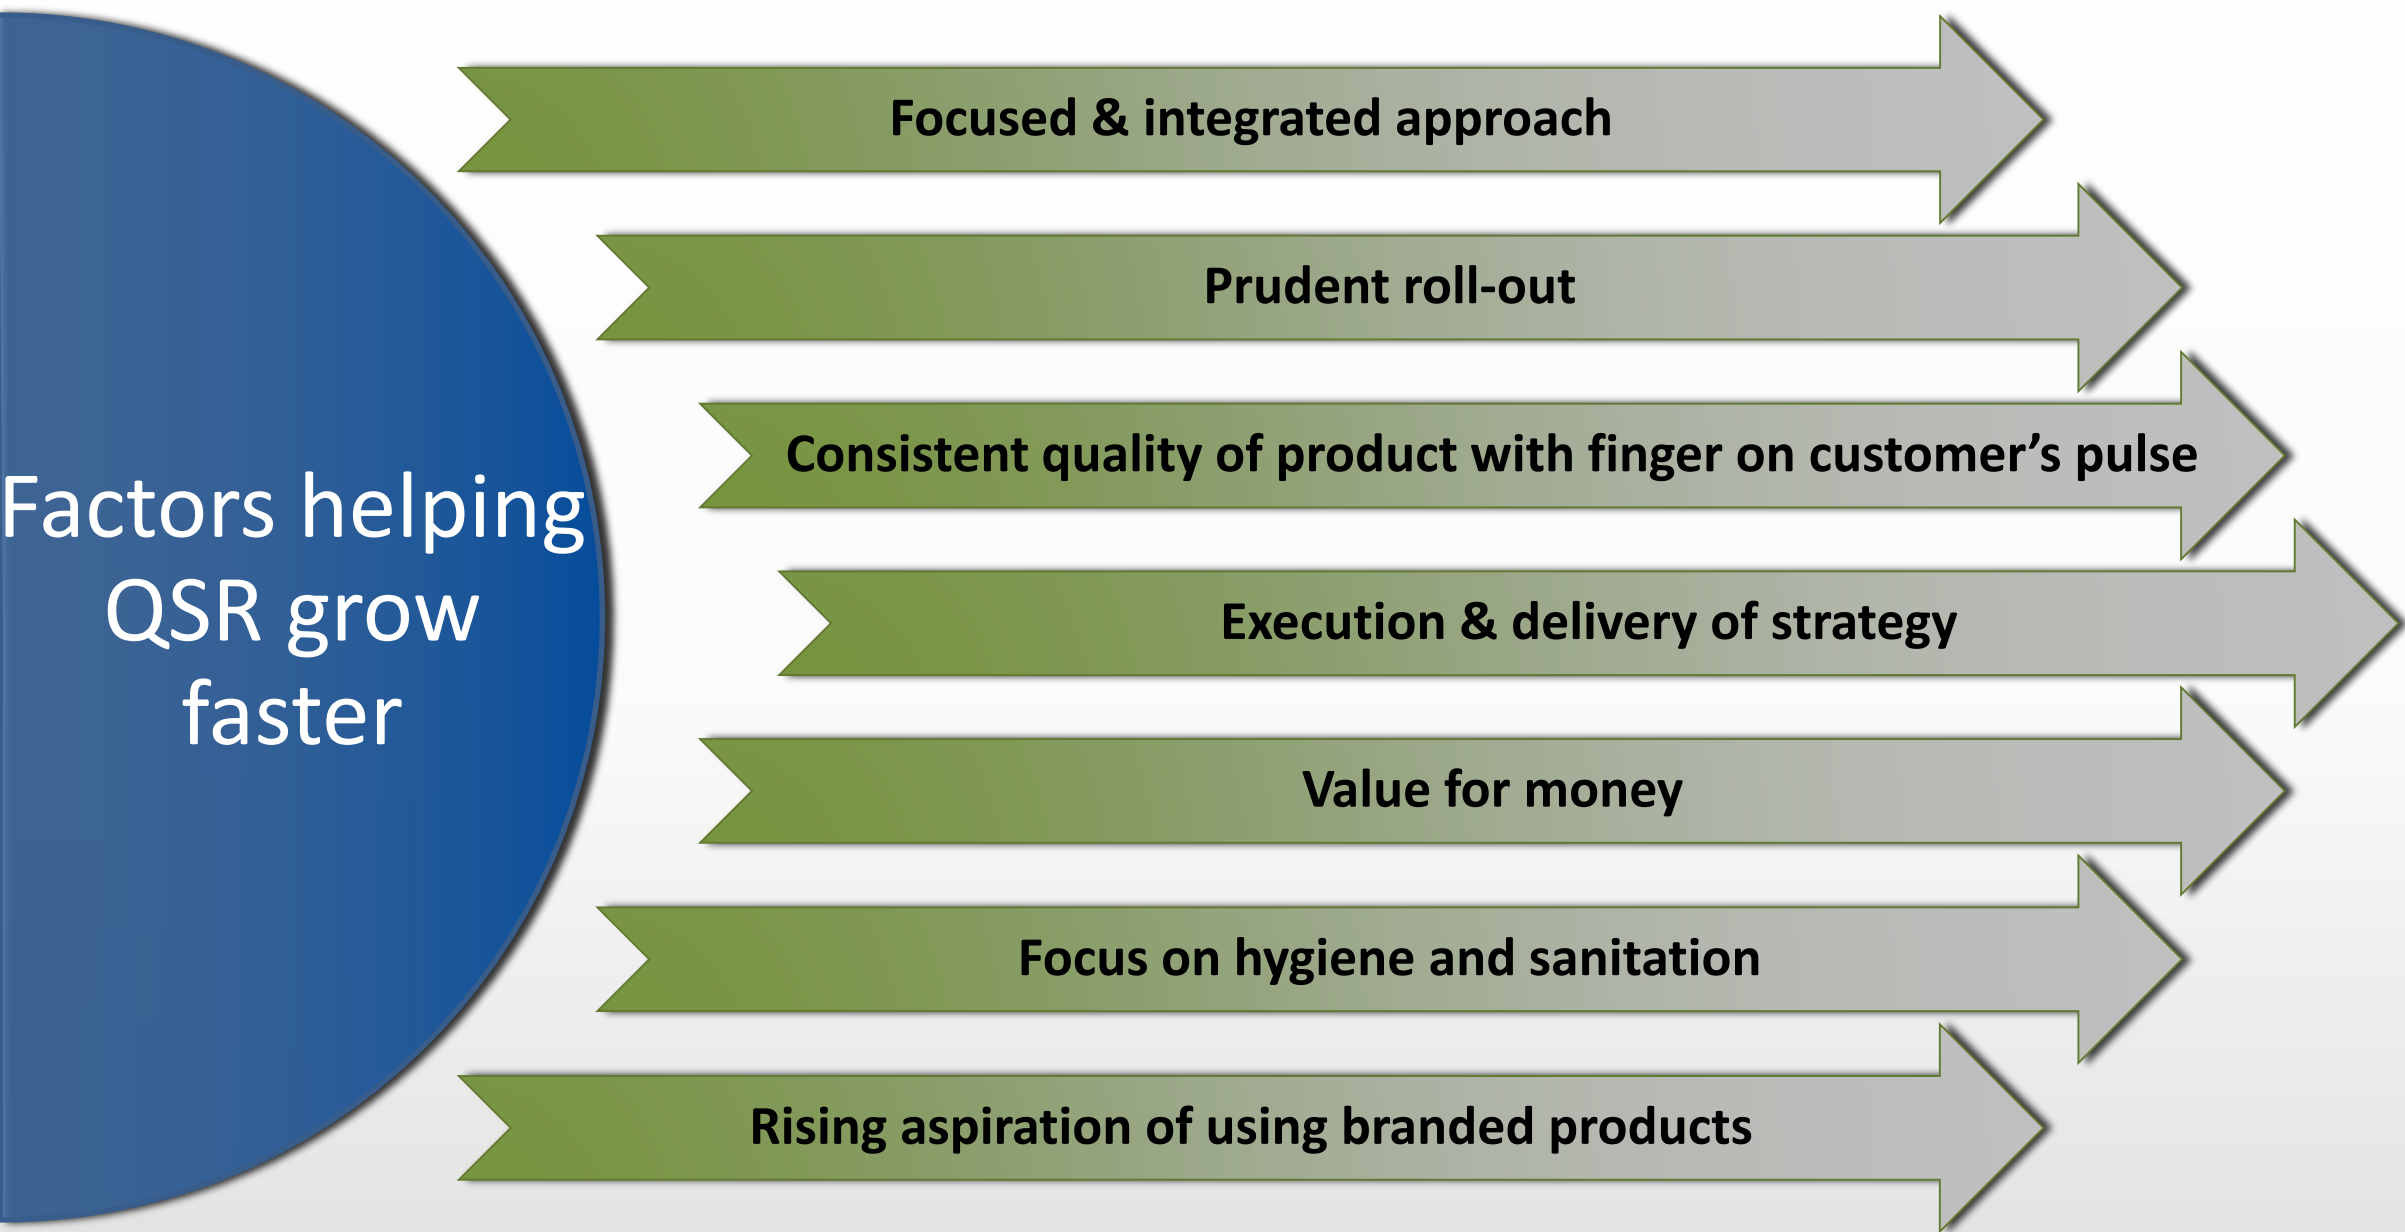 Factors helping
QSR grow
faster
Focused & integrated approach
Prudent roll-out
Consistent quality of product with finger on customer’s pulse
Execution & delivery of strategy
Value for money
Focus on hygiene and sanitation
Rising aspiration of using branded products